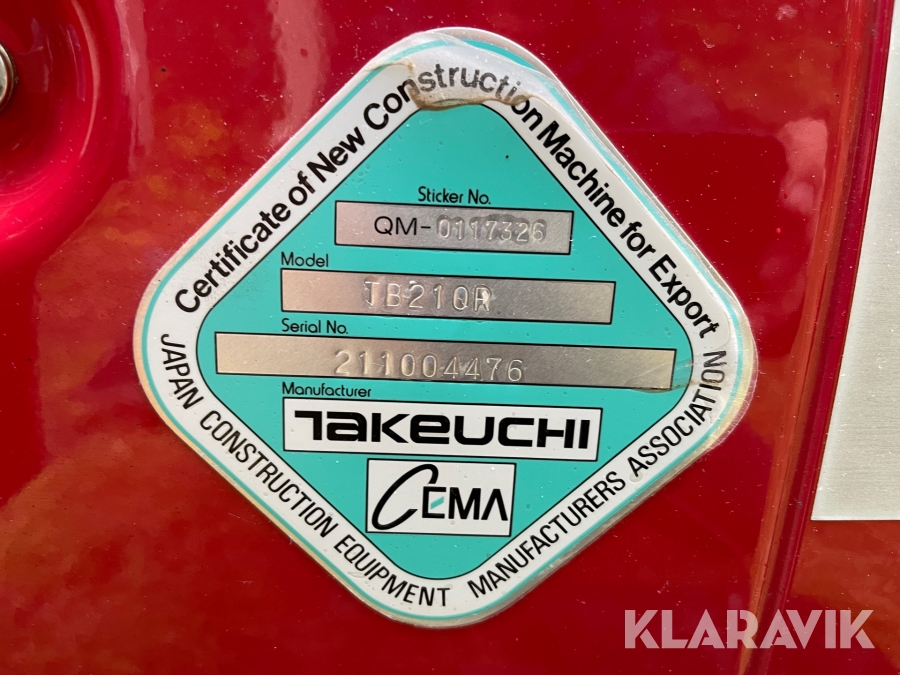 Certificate of New Construction Machine for Export
Sticker No.
QM-0117326
Model
TB210R
Serial No.
211004476
Manufacturer
TAKEUCHI
CEMA
JAPAN CONSTRUCTION EQUIPMENT MANUFACTURERS ASSOCIATION
KLARAVIK